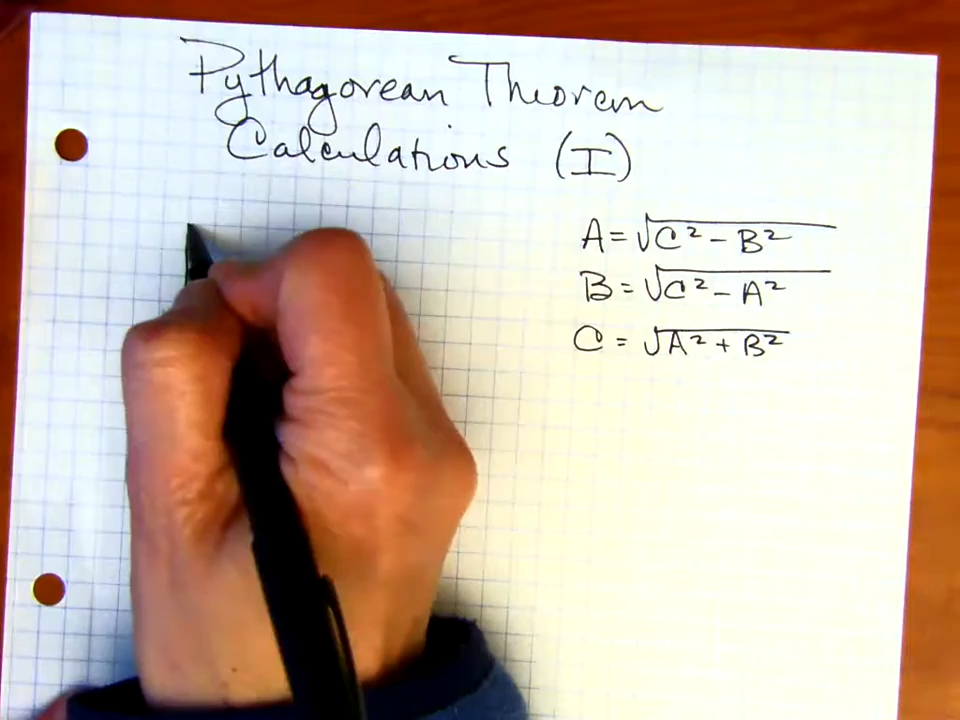 Pythagorean Theorem
Calculations (I)
A = √C² - B²
B = √C² - A²
C = √A² + B²